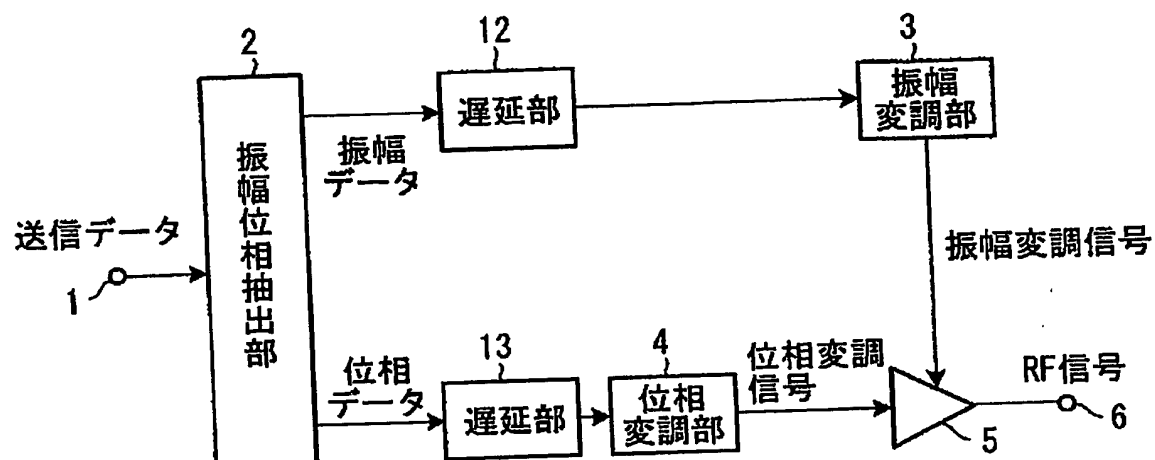 2
12
3
遅延部
振幅
変調部
振幅
データ
振幅位相抽出部
送信データ
1
振幅変調信号
位相
データ
13
遅延部
4
位相
変調部
位相変調
信号
5
RF信号
6